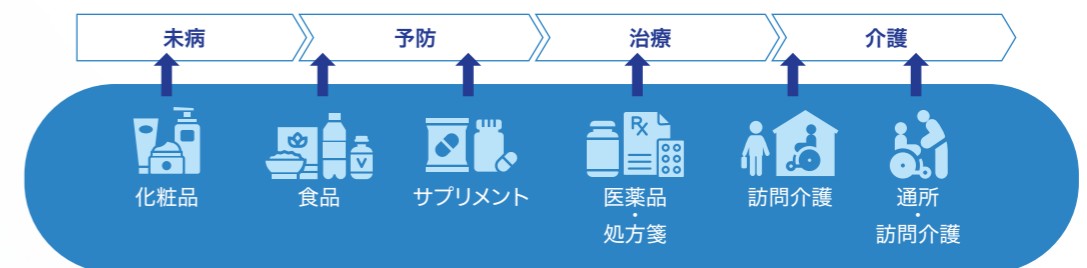 未病
予防
治療
介護
Rx
V
化粧品
食品
サプリメント
医薬品
・
処方箋
訪問介護
通所
・
訪問介護